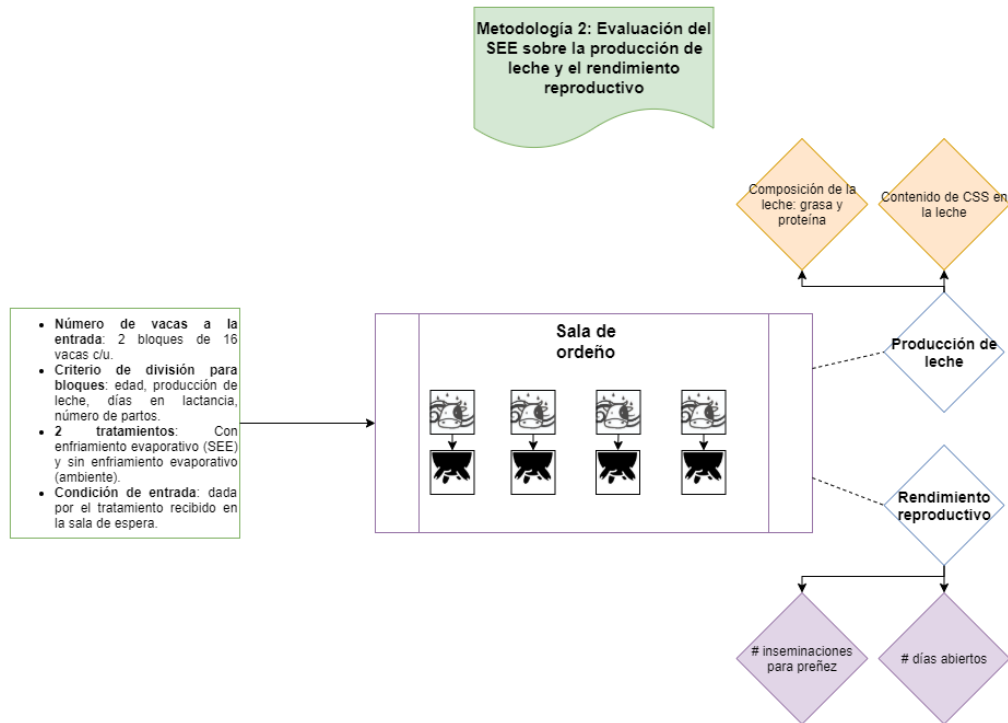 Metodología 2: Evaluación del
SEE sobre la producción de
leche y el rendimiento
reproductivo
Composición de la
leche: grasa y
proteína
Contenido de CSS en
la leche
• Número de vacas a la
entrada: 2 bloques de 16
vacas c/u.
• Criterio de división para
bloques: edad, producción de
leche, días en lactancia,
número de partos.
• 2 tratamientos: Con
enfriamiento evaporativo (SEE)
y sin enfriamiento evaporativo
(ambiente).
• Condición de entrada: dada
por el tratamiento recibido en
la sala de espera.
Sala de
ordeño
Producción de
leche
Rendimiento
reproductivo
# inseminaciones
para preñez
# días abiertos